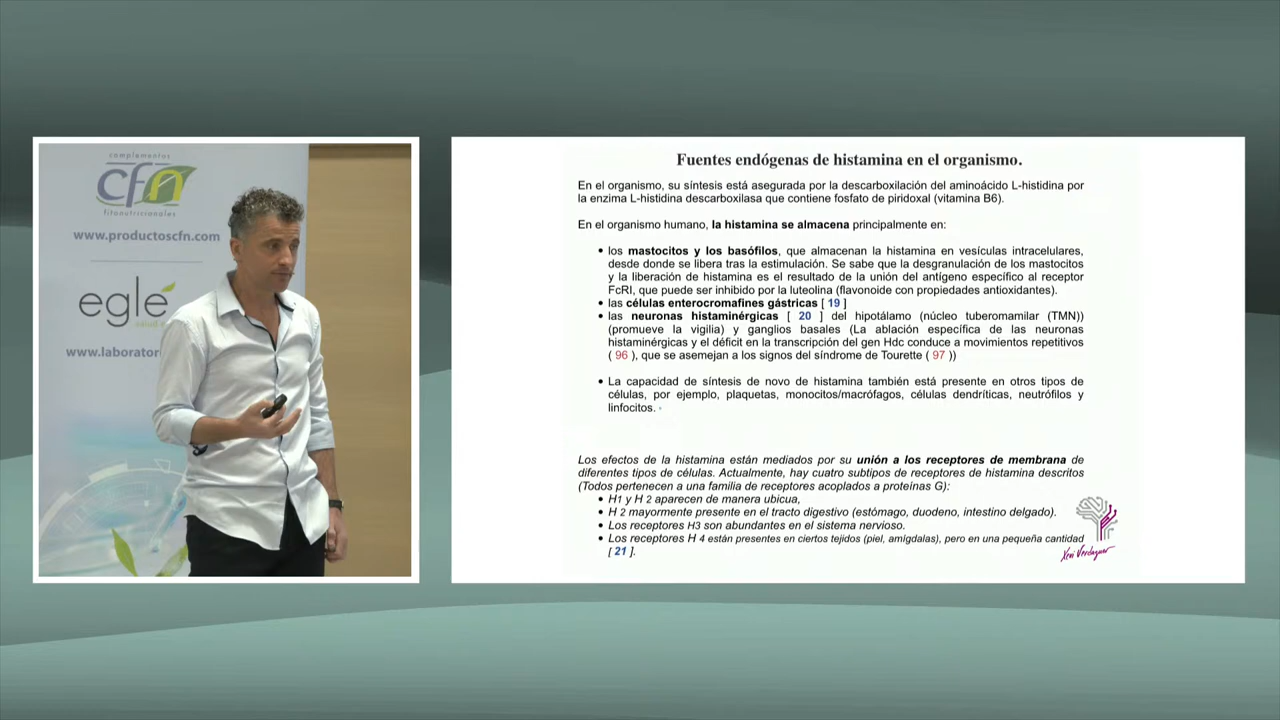 complementos
cfn
fitonutricionales
www.productoscfn.com
eglé
www.laborator
Fuentes endógenas de histamina en el organismo.
En el organismo, su síntesis está asegurada por la descarboxilación del aminoácido L-histidina por
la enzima L-histidina descarboxilasa que contiene fosfato de piridoxal (vitamina B6).
En el organismo humano, la histamina se almacena principalmente en:
• los mastocitos y los basófilos, que almacenan la histamina en vesículas intracelulares,
desde donde se libera tras la estimulación. Se sabe que la desgranulación de los mastocitos
y la liberación de histamina es el resultado de la unión del antígeno específico al receptor
FcRI, que puede ser inhibido por la luteolina (flavonoide con propiedades antioxidantes).
• las células enterocromafines gástricas [ 19 ]
• las neuronas histaminérgicas [ 20 ] del hipotálamo (núcleo tuberomamilar (TMN))
(promueve la vigilia) y ganglios basales (La ablación específica de las neuronas
histaminérgicas y el déficit en la transcripción del gen Hdc conduce a movimientos repetitivos
( 96 ), que se asemejan a los signos del síndrome de Tourette ( 97 ))
• La capacidad de síntesis de novo de histamina también está presente en otros tipos de
células, por ejemplo, plaquetas, monocitos/macrófagos, células dendríticas, neutrófilos y
linfocitos.
Los efectos de la histamina están mediados por su unión a los receptores de membrana de
diferentes tipos de células. Actualmente, hay cuatro subtipos de receptores de histamina descritos
(Todos pertenecen a una familia de receptores acoplados a proteínas G):
• H1 y H 2 aparecen de manera ubicua,
• H 2 mayormente presente en el tracto digestivo (estómago, duodeno, intestino delgado).
• Los receptores H3 son abundantes en el sistema nervioso.
• Los receptores H 4 están presentes en ciertos tejidos (piel, amígdalas), pero en una pequeña cantidad
[ 21 ].
Xevi Verdaguer